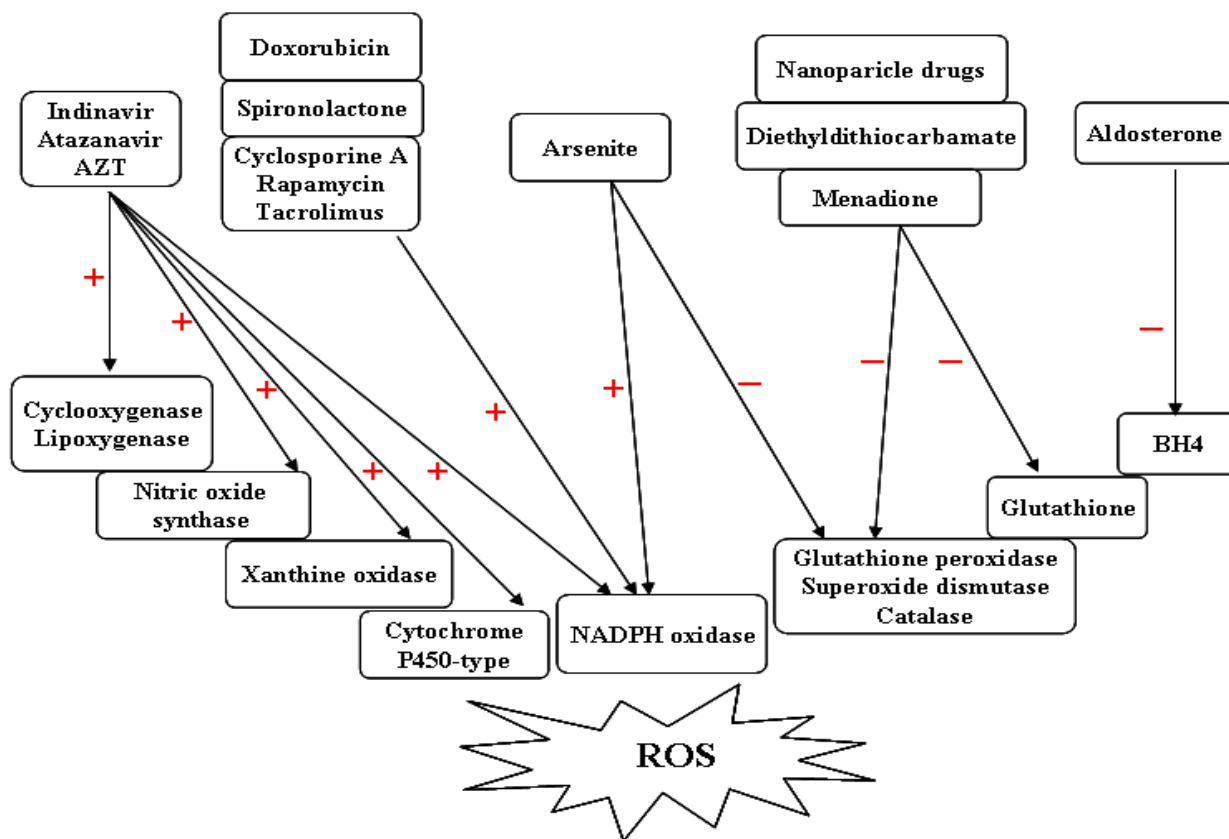 Doxorubicin
Spironolactone
Cyclosporine A
Rapamycin
Tacrolimus
Indinavir
Atazanavir
AZT
Arsenite
Nanoparicle drugs
Diethyldithiocarbamate
Menadione
Aldosterone
+
+
+
+
+
+
+
−
−
−
−
Cyclooxygenase
Lipoxygenase
Nitric oxide
synthase
Xanthine oxidase
Cytochrome
P450-type
NADPH oxidase
Glutathione peroxidase
Superoxide dismutase
Catalase
Glutathione
BH4
ROS